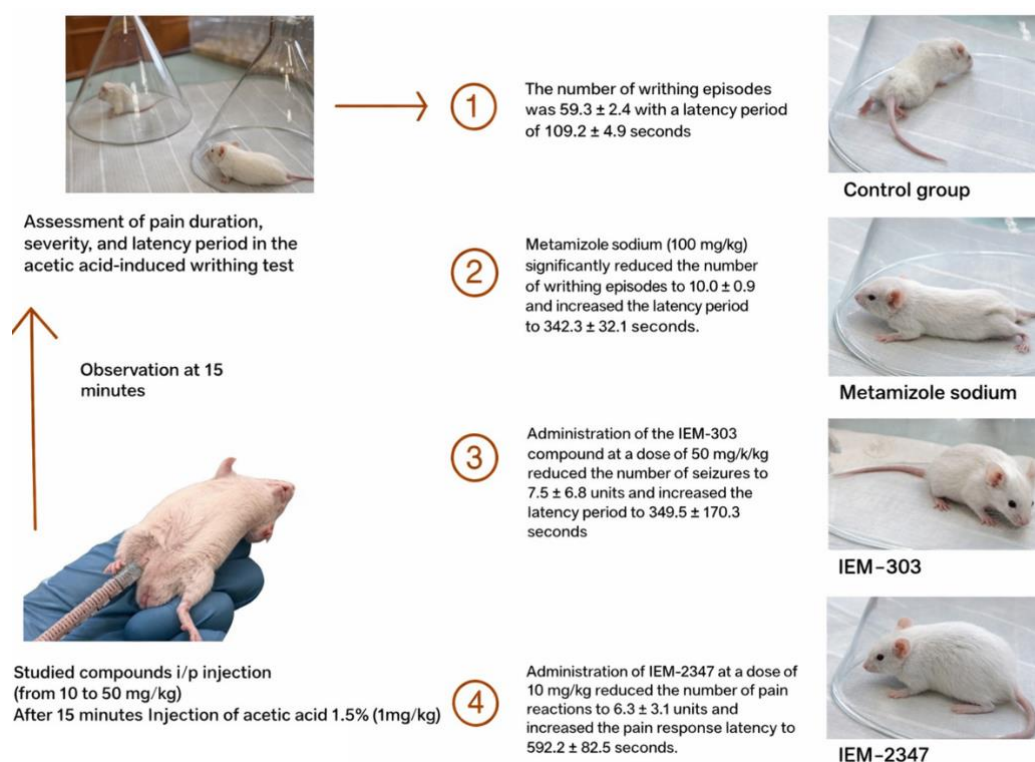 Assessment of pain duration,
severity, and latency period in the
acetic acid-induced writhing test
Observation at 15
minutes
Studied compounds i/p injection
(from 10 to 50 mg/kg)
After 15 minutes Injection of acetic acid 1.5% (1mg/kg)
1
The number of writhing episodes
was 59.3 ± 2.4 with a latency period
of 109.2 ± 4.9 seconds
Control group
2
Metamizole sodium (100 mg/kg)
significantly reduced the number
of writhing episodes to 10.0 ± 0.9
and increased the latency period
to 342.3 ± 32.1 seconds.
Metamizole sodium
3
Administration of the IEM-303
compound at a dose of 50 mg/k/kg
reduced the number of seizures to
7.5 ± 6.8 units and increased the
latency period to 349.5 ± 170.3
seconds
IEM-303
4
Administration of IEM-2347 at a dose of
10 mg/kg reduced the number of pain
reactions to 6.3 ± 3.1 units and
increased the pain response latency to
592.2 ± 82.5 seconds.
IEM-2347